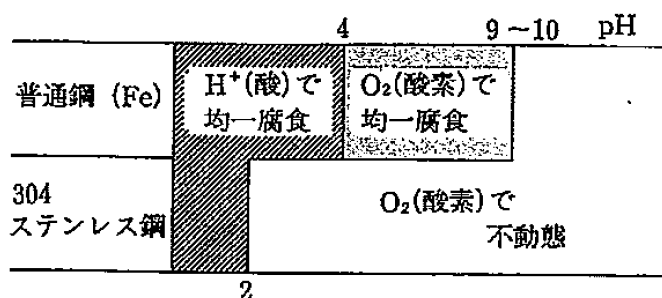 4 9～10 pH
普通鋼 (Fe)
H⁺(酸)で
均一腐食
O₂(酸素)で
均一腐食
304
ステンレス鋼
O₂(酸素)で
不動態
2